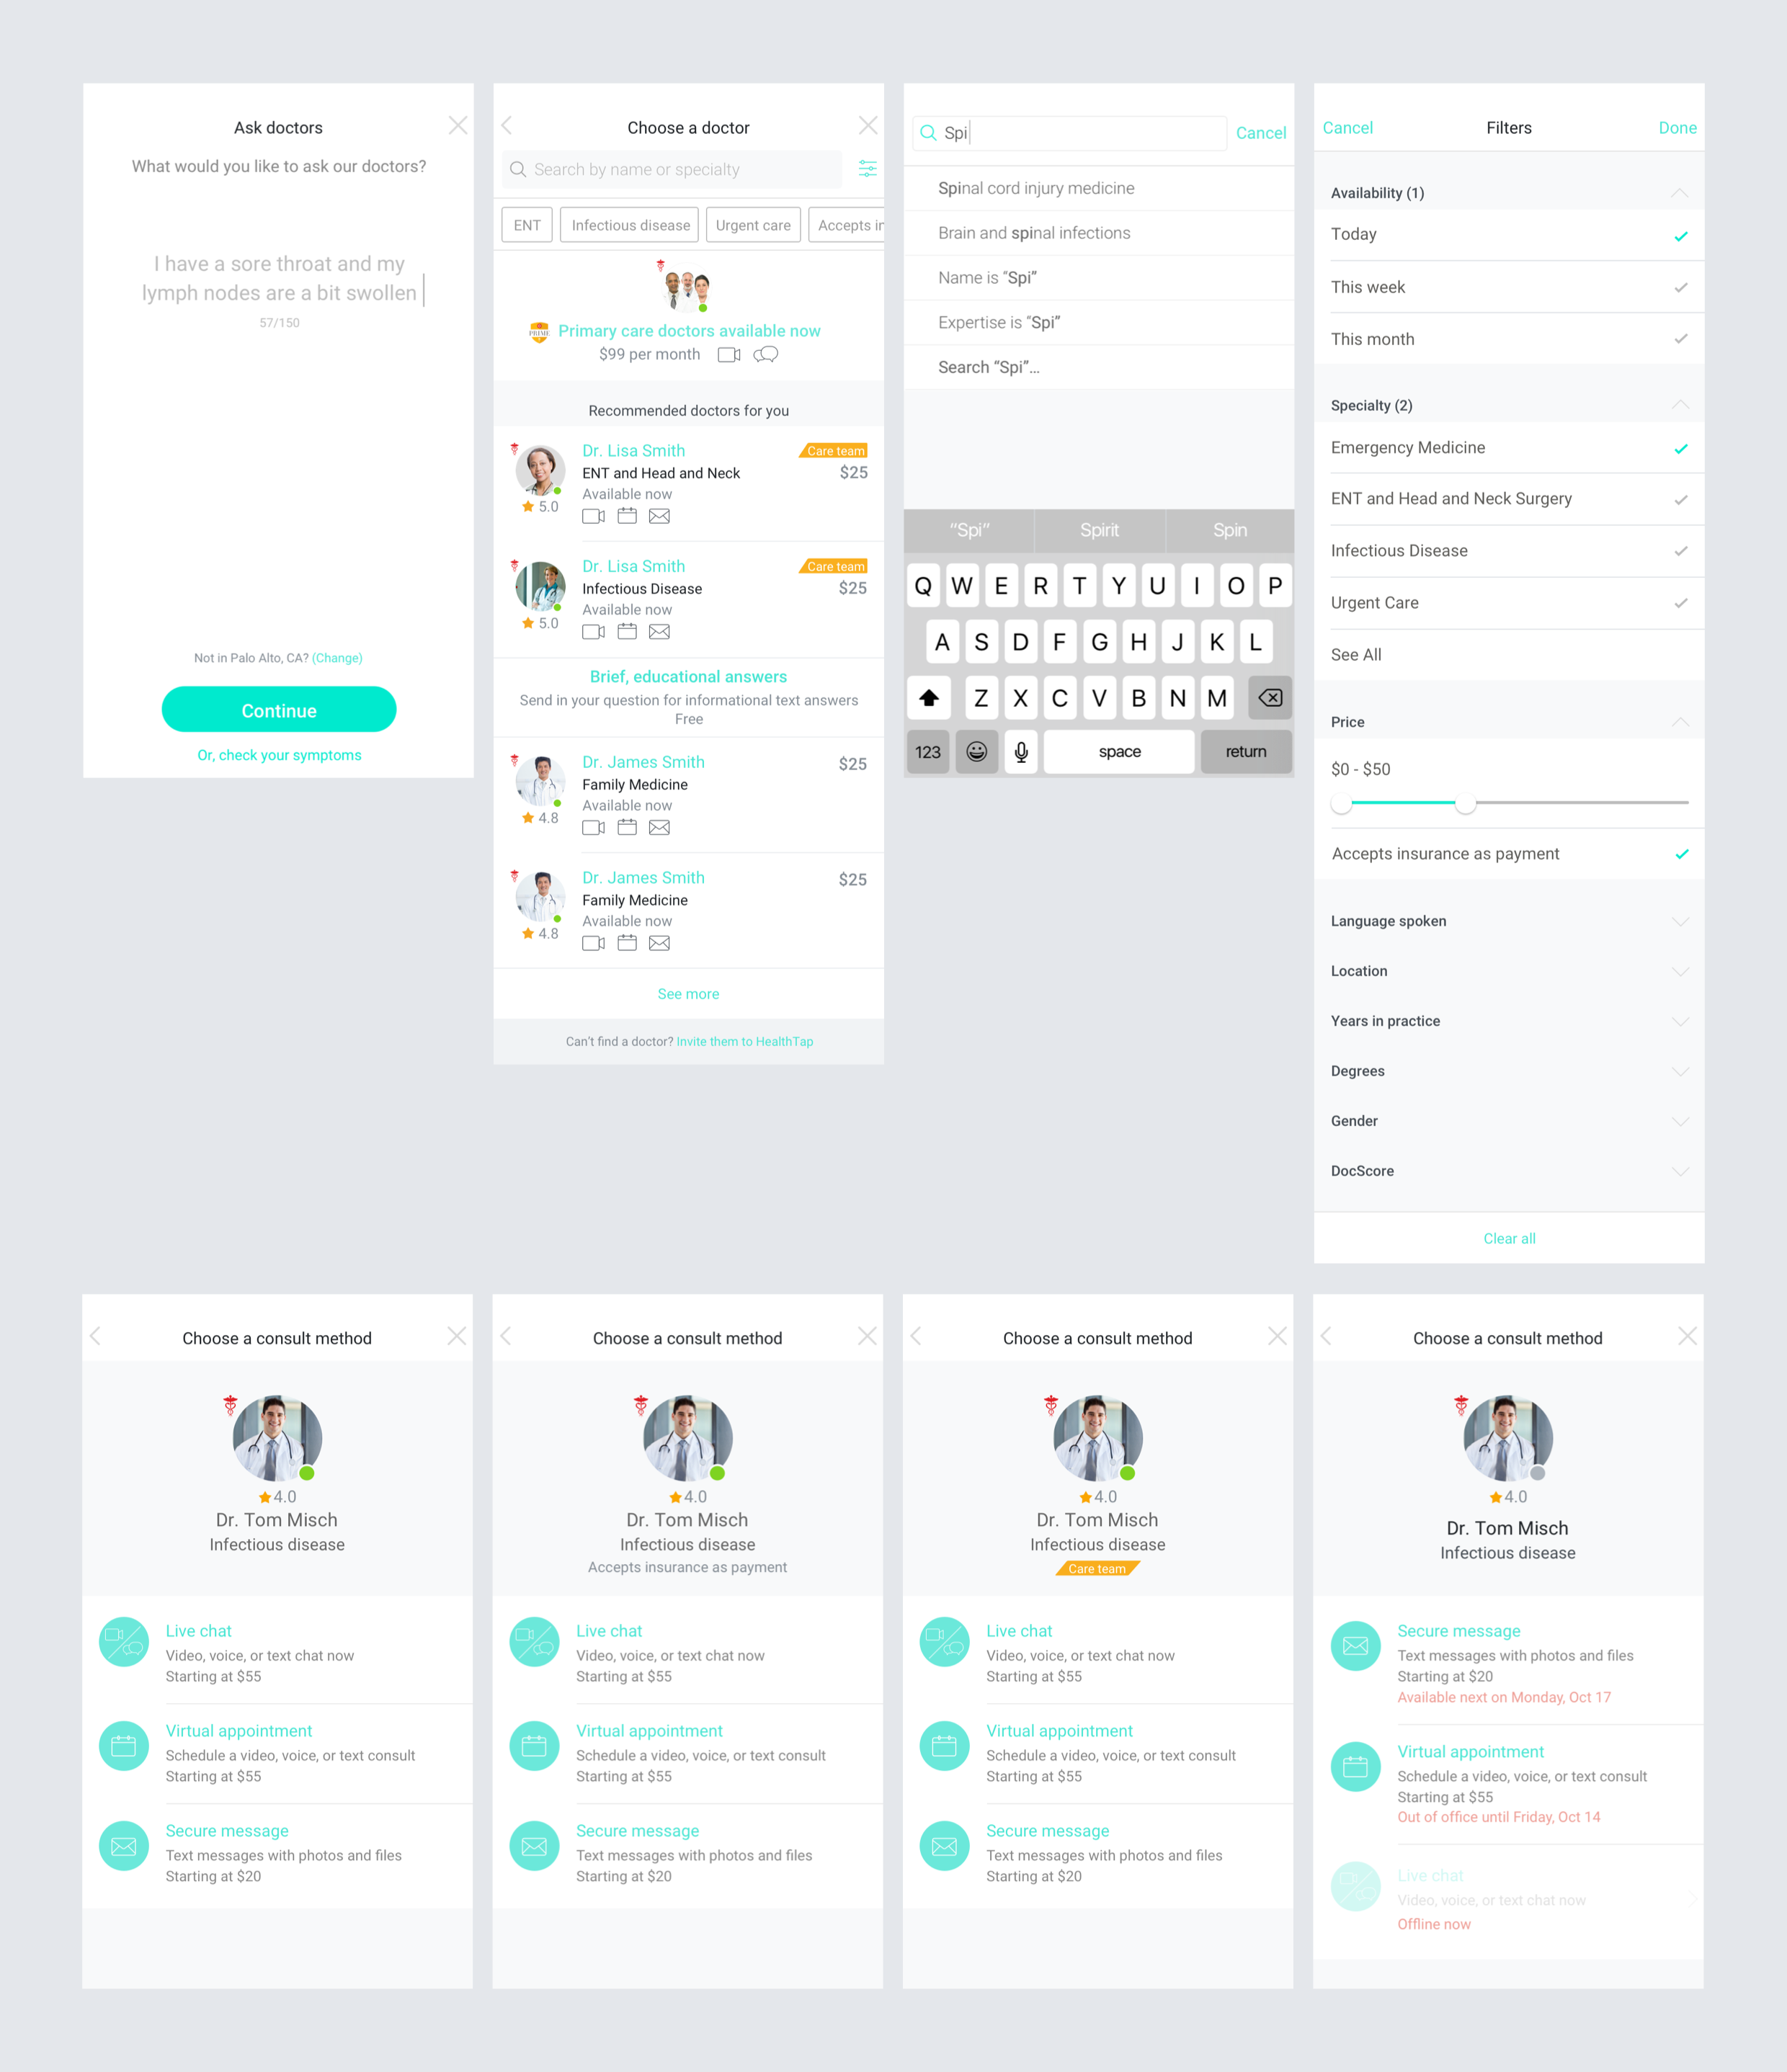 Ask doctors
What would you like to ask our doctors?
I have a sore throat and my
lymph nodes are a bit swollen
57/150
Not in Palo Alto, CA? (Change)
Continue
Or, check your symptoms
Choose a doctor
Search by name or specialty
ENT
Infectious disease
Urgent care
Accepts in
PRIME
Primary care doctors available now
$99 per month
Recommended doctors for you
Dr. Lisa Smith
Care team
ENT and Head and Neck
$25
Available now
5.0
Dr. Lisa Smith
Care team
Infectious Disease
$25
Available now
5.0
Brief, educational answers
Send in your question for informational text answers
Free
Dr. James Smith
$25
Family Medicine
Available now
4.8
Dr. James Smith
$25
Family Medicine
Available now
4.8
See more
Can't find a doctor? Invite them to HealthTap
Spi
Cancel
Spinal cord injury medicine
Brain and spinal infections
Name is “Spi”
Expertise is “Spi”
Search “Spi”...
“Spi”
Spirit
Spin
Q W E R T Y U I O P
A S D F G H J K L
Z X C V B N M
123
space
return
Cancel
Filters
Done
Availability (1)
Today
This week
This month
Specialty (2)
Emergency Medicine
ENT and Head and Neck Surgery
Infectious Disease
Urgent Care
See All
Price
$0 - $50
Accepts insurance as payment
Language spoken
Location
Years in practice
Degrees
Gender
DocScore
Clear all
Choose a consult method
4.0
Dr. Tom Misch
Infectious disease
Live chat
Video, voice, or text chat now
Starting at $55
Virtual appointment
Schedule a video, voice, or text consult
Starting at $55
Secure message
Text messages with photos and files
Starting at $20
Choose a consult method
4.0
Dr. Tom Misch
Infectious disease
Accepts insurance as payment
Live chat
Video, voice, or text chat now
Starting at $55
Virtual appointment
Schedule a video, voice, or text consult
Starting at $55
Secure message
Text messages with photos and files
Starting at $20
Choose a consult method
4.0
Dr. Tom Misch
Infectious disease
Care team
Live chat
Video, voice, or text chat now
Starting at $55
Virtual appointment
Schedule a video, voice, or text consult
Starting at $55
Secure message
Text messages with photos and files
Starting at $20
Choose a consult method
4.0
Dr. Tom Misch
Infectious disease
Secure message
Text messages with photos and files
Starting at $20
Available next on Monday, Oct 17
Virtual appointment
Schedule a video, voice, or text consult
Starting at $55
Out of office until Friday, Oct 14
Live chat
Video, voice, or text chat now
Offline now